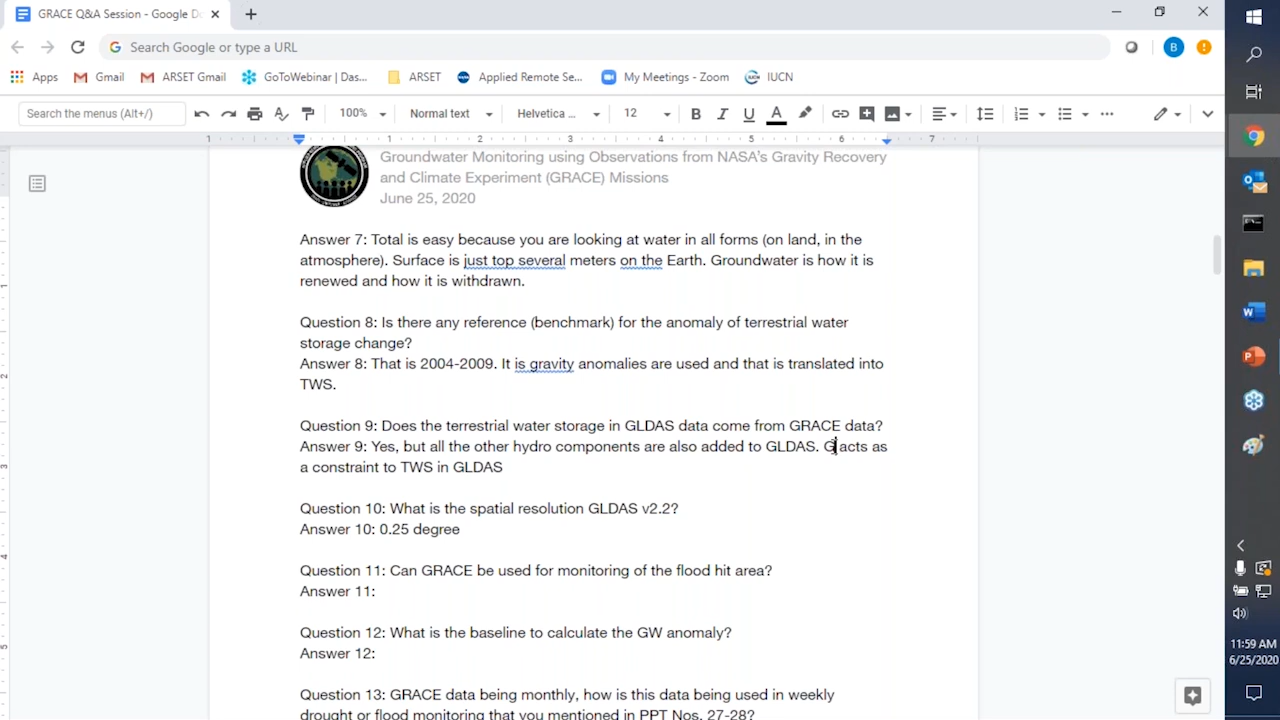 GRACE Q&A Session - Google Do
Search Google or type a URL
B
Apps Gmail ARSET Gmail GoToWebinar | Das... ARSET Applied Remote Se... My Meetings - Zoom IUCN
Search the menus (Alt+/) 100% Normal text Helvetica ... 12 B I U A
1 1 2 3 4 5 6 7
Groundwater Monitoring using Observations from NASA's Gravity Recovery
and Climate Experiment (GRACE) Missions
June 25, 2020
Answer 7: Total is easy because you are looking at water in all forms (on land, in the
atmosphere). Surface is just top several meters on the Earth. Groundwater is how it is
renewed and how it is withdrawn.
Question 8: Is there any reference (benchmark) for the anomaly of terrestrial water
storage change?
Answer 8: That is 2004-2009. It is gravity anomalies are used and that is translated into
TWS.
Question 9: Does the terrestrial water storage in GLDAS data come from GRACE data?
Answer 9: Yes, but all the other hydro components are also added to GLDAS. G acts as
a constraint to TWS in GLDAS
Question 10: What is the spatial resolution GLDAS v2.2?
Answer 10: 0.25 degree
Question 11: Can GRACE be used for monitoring of the flood hit area?
Answer 11:
Question 12: What is the baseline to calculate the GW anomaly?
Answer 12:
Question 13: GRACE data being monthly, how is this data being used in weekly
drought or flood monitoring that you mentioned in PPT Nos. 27-28?
11:59 AM
6/25/2020